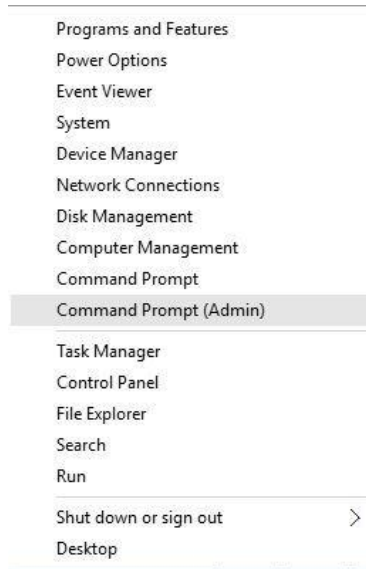 Programs and Features
Power Options
Event Viewer
System
Device Manager
Network Connections
Disk Management
Computer Management
Command Prompt
Command Prompt (Admin)
Task Manager
Control Panel
File Explorer
Search
Run
Shut down or sign out
Desktop